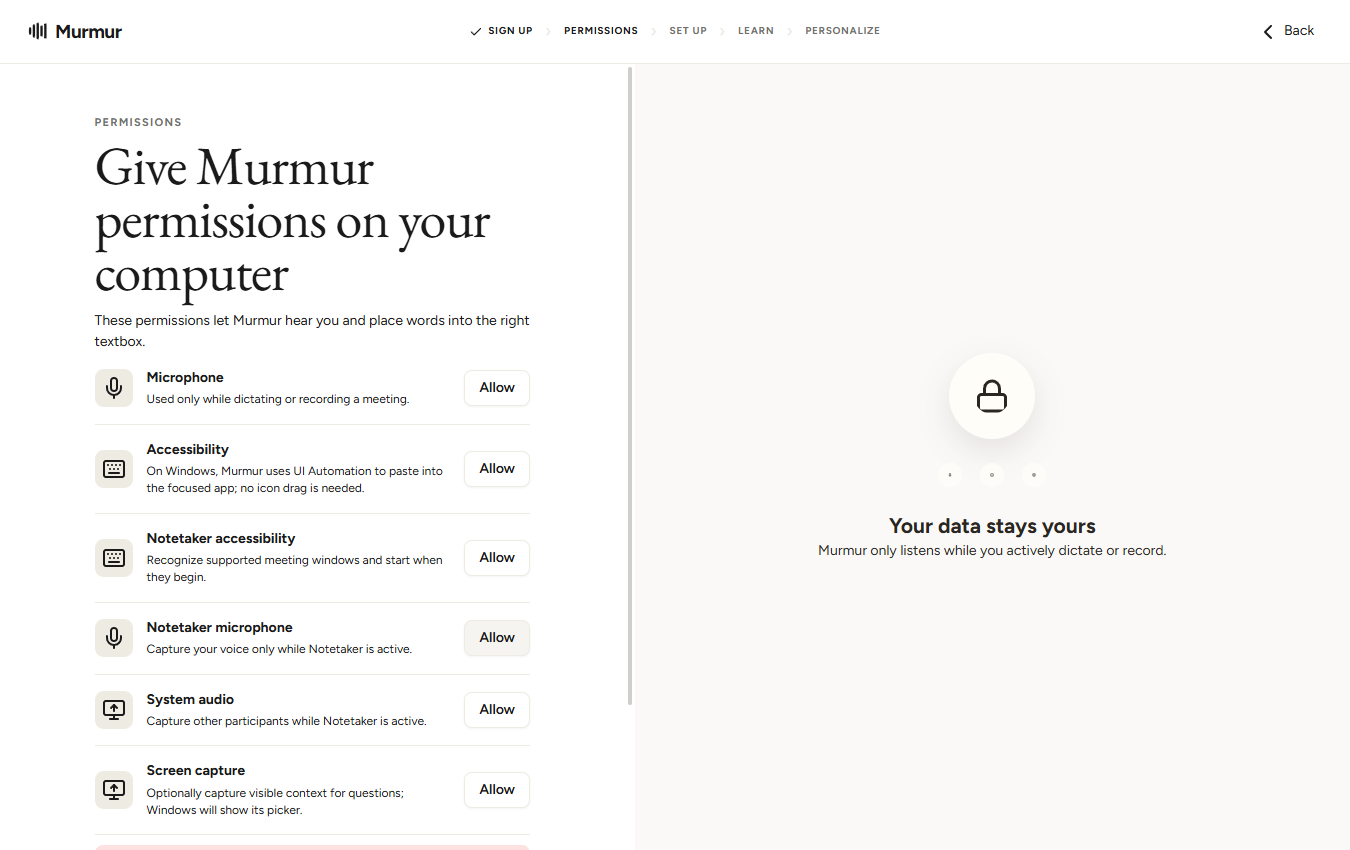 Murmur
SIGN UP
PERMISSIONS
SET UP
LEARN
PERSONALIZE
Back
PERMISSIONS
Give Murmur
permissions on your
computer
These permissions let Murmur hear you and place words into the right
textbox.
Microphone
Used only while dictating or recording a meeting.
Allow
Accessibility
On Windows, Murmur uses UI Automation to paste into
the focused app; no icon drag is needed.
Allow
Notetaker accessibility
Recognize supported meeting windows and start when
they begin.
Allow
Notetaker microphone
Capture your voice only while Notetaker is active.
Allow
System audio
Capture other participants while Notetaker is active.
Allow
Screen capture
Optionally capture visible context for questions;
Windows will show its picker.
Allow
Your data stays yours
Murmur only listens while you actively dictate or record.